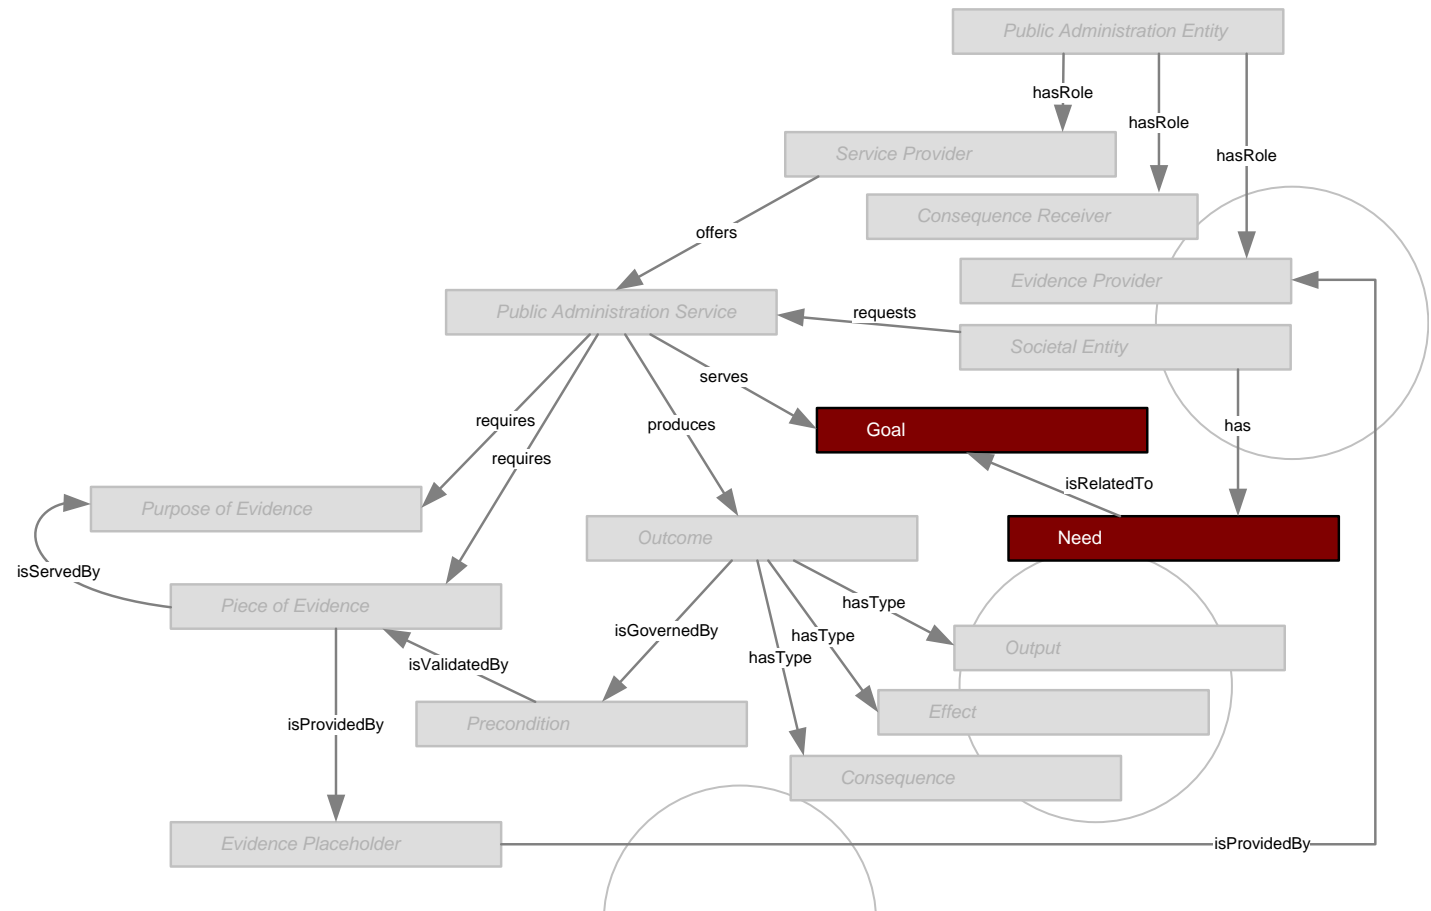 Public Administration Entity
hasRole
hasRole
hasRole
Service Provider
Consequence Receiver
offers
Evidence Provider
Public Administration Service
requests
Societal Entity
serves
requires
produces
Goal
has
requires
isRelatedTo
Purpose of Evidence
Outcome
Need
isServedBy
Piece of Evidence
hasType
isGovernedBy
hasType
hasType
Output
isValidatedBy
Effect
isProvidedBy
Precondition
Consequence
Evidence Placeholder
isProvidedBy